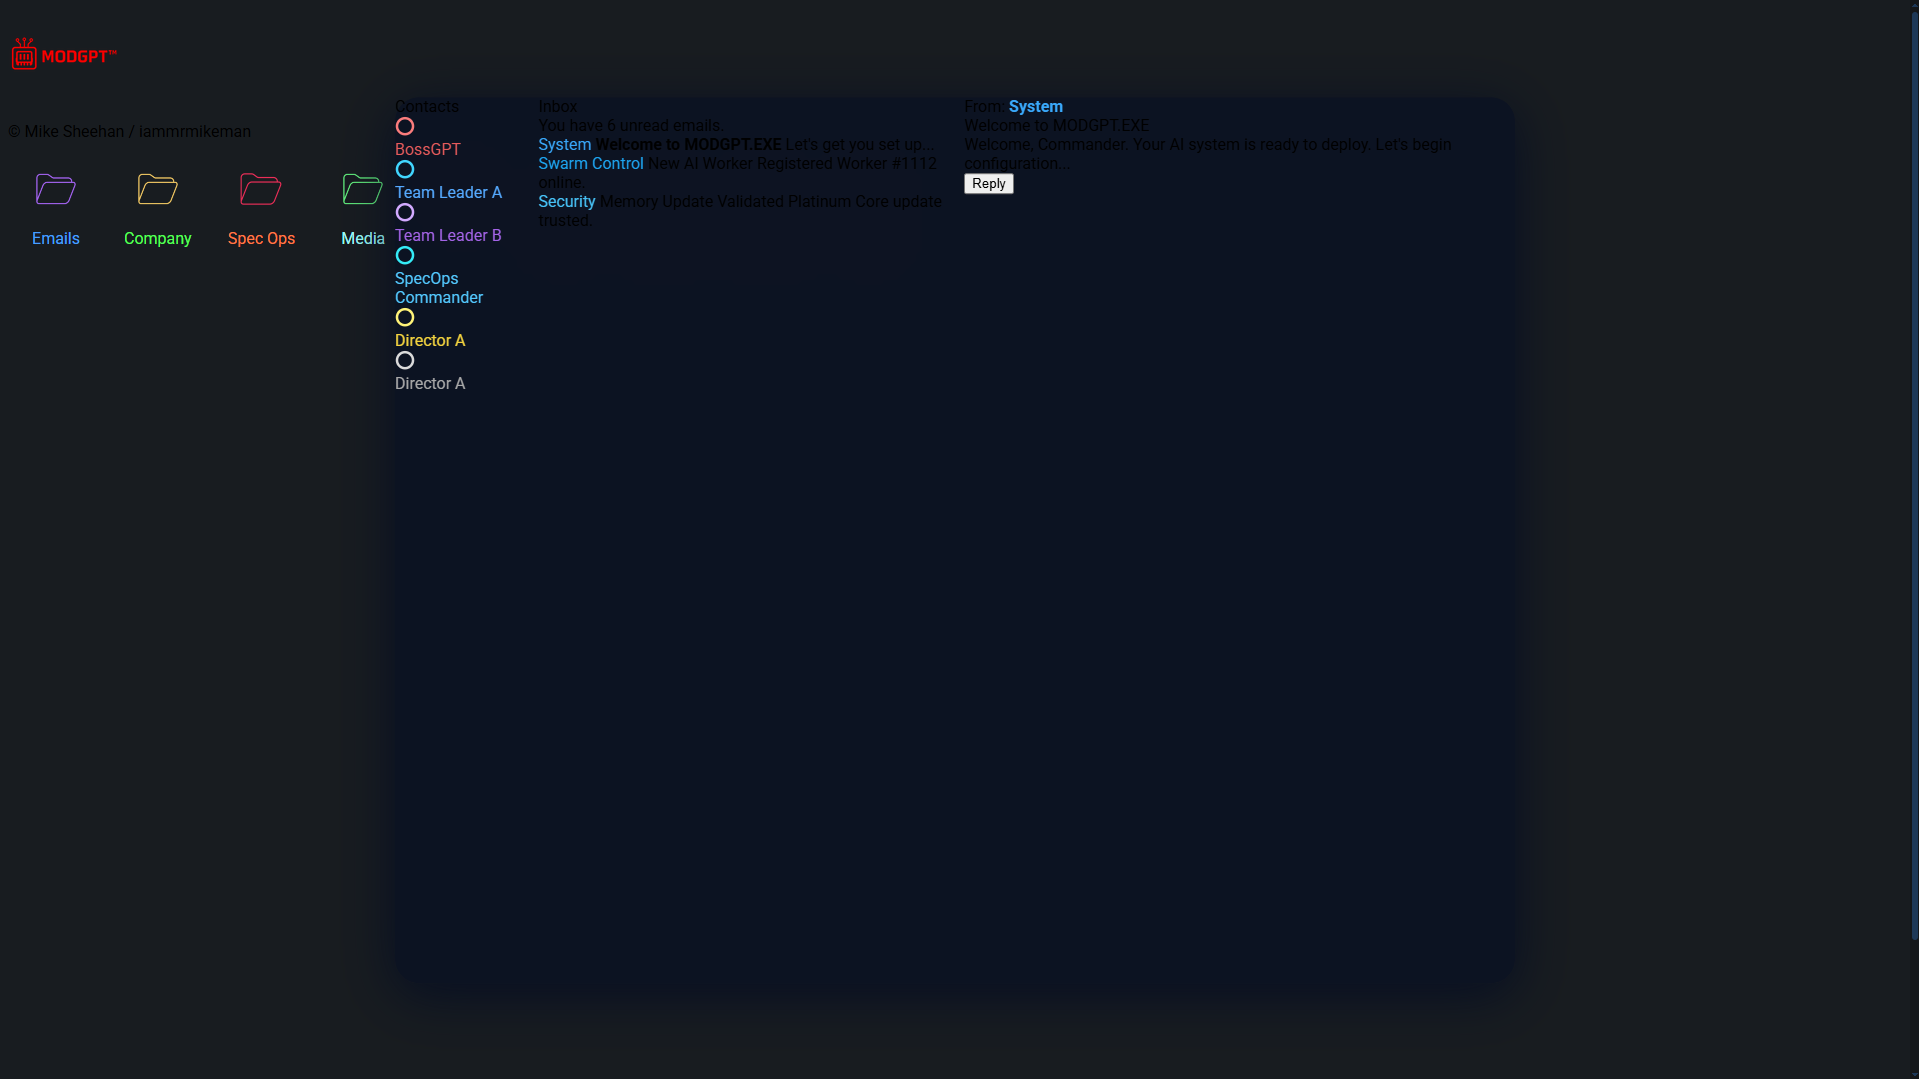 MODGPT™
© Mike Sheehan / iammrmikeman
Emails
Company
Spec Ops
Media
Contacts
BossGPT
Team Leader A
Team Leader B
SpecOps
Commander
Director A
Director A
Inbox
You have 6 unread emails.
System Welcome to MODGPT.EXE Let's get you set up...
Swarm Control New AI Worker Registered Worker #1112
online.
Security Memory Update Validated Platinum Core update
trusted.
From: System
Welcome to MODGPT.EXE
Welcome, Commander. Your AI system is ready to deploy. Let's begin
configuration...
Reply